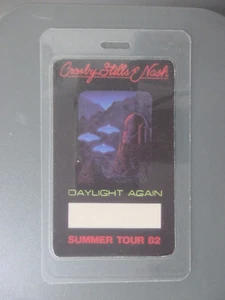 Crosby Stills & Nash
DAYLIGHT AGAIN
SUMMER TOUR 82